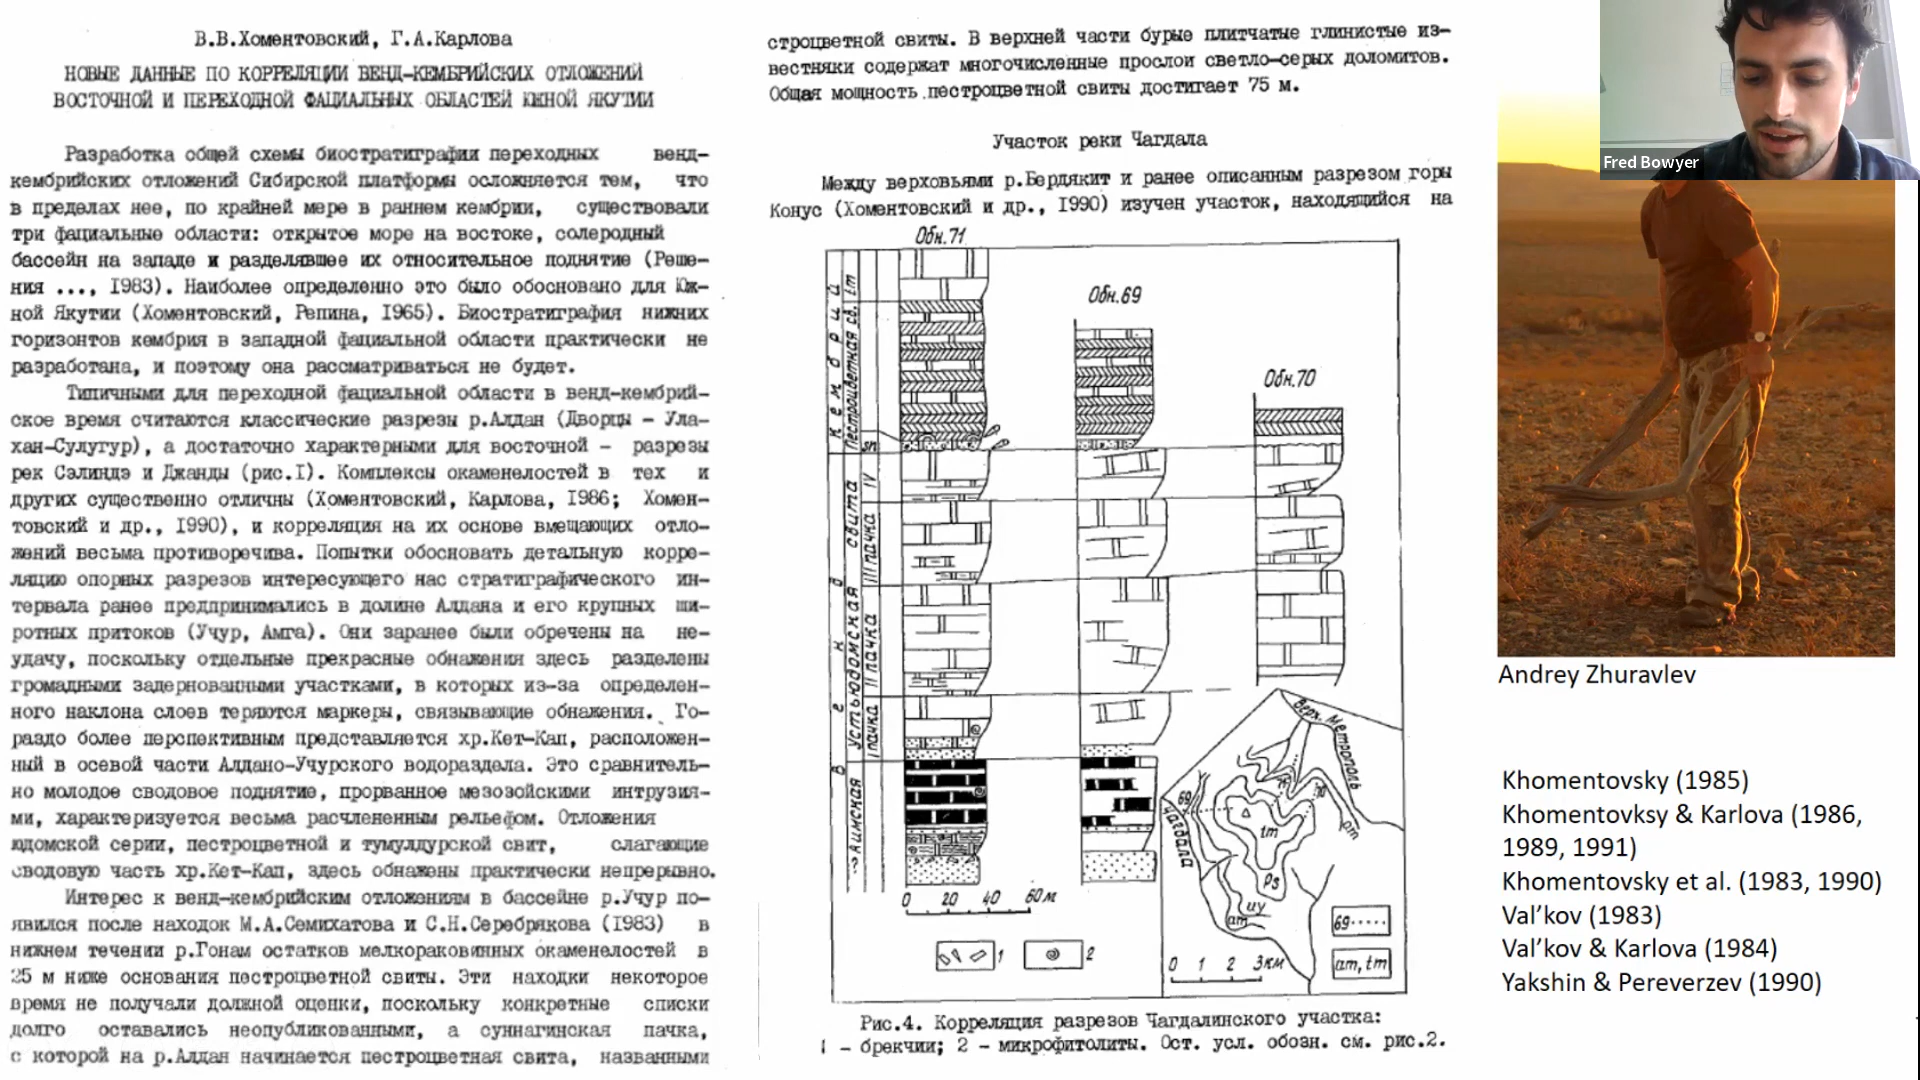 В.В.Хоментовский, Г.А.Карлова
НОВЫЕ ДАННЫЕ ПО КОРРЕЛЯЦИИ ВЕНД-КЕМБРИЙСКИХ ОТЛОЖЕНИЙ
ВОСТОЧНОЙ И ПЕРЕХОДНОЙ ФАЦИАЛЬНЫХ ОБЛАСТЕЙ ЮЖНОЙ ЯКУТИИ
Разработка общей схемы биостратиграфии переходных венд-
кембрийских отложений Сибирской платформы осложняется тем, что
в пределах нее, по крайней мере в раннем кембрии, существовали
три фациальные области: открытое море на востоке, солеродный
бассейн на западе и разделявшее их относительное поднятие (Реше-
ния ..., 1983). Наиболее определенно это было обосновано для Юж-
ной Якутии (Хоментовский, Репина, 1965). Биостратиграфия нижних
горизонтов кембрия в западной фациальной области практически не
разработана, и поэтому она рассматриваться не будет.
Типичными для переходной фациальной области в венд-кембрий-
ское время считаются классические разрезы р.Алдан (Дворцы - Ула-
хан-Сулугур), а достаточно характерными для восточной - разрезы
рек Сэлиндэ и Джанды (рис.I). Комплексы окаменелостей в тех и
других существенно отличны (Хоментовский, Карлова, 1986; Хомен-
товский и др., 1990), и корреляция на их основе вмещающих отло-
жений весьма противоречива. Попытки обосновать детальную корре-
ляцию опорных разрезов интересующего нас стратиграфического ин-
тервала ранее предпринимались в долине Алдана и его крупных ши-
ротных притоков (Учур, Амга). Они заранее были обречены на не-
удачу, поскольку отдельные прекрасные обнажения здесь разделены
громадными задернованными участками, в которых из-за определен-
ного наклона слоев теряются маркеры, связывающие обнажения. Го-
раздо более перспективным представляется хр.Кет-Кап, расположен-
ный в осевой части Алдано-Учурского водораздела. Это сравнитель-
но молодое сводовое поднятие, прорванное мезозойскими интрузия-
ми, характеризуется весьма расчлененным рельефом. Отложения
юдомской серии, пестроцветной и тумулдурской свит, слагающие
сводовую часть хр.Кет-Кап, здесь обнажены практически непрерывно.
Интерес к венд-кембрийским отложениям в бассейне р.Учур по-
явился после находок М.А.Семихатова и С.Н.Серебрякова (1983) в
нижнем течении р.Гонам остатков мелкораковинных окаменелостей в
25 м ниже основания пестроцветной свиты. Эти находки некоторое
время не получали должной оценки, поскольку конкретные списки
долго оставались неопубликованными, а суннагинская пачка,
с которой на р.Алдан начинается пестроцветная свита, названными
строцветной свиты. В верхней части бурые плитчатые глинистые из-
вестняки содержат многочисленные прослои светло-серых доломитов.
Общая мощность пестроцветной свиты достигает 75 м.
Участок реки Чагдала
Между верховьями р.Бердякит и ранее описанным разрезом горы
Конус (Хоментовский и др., 1990) изучен участок, находящийся на
Обн.71
Обн.69
Обн.70
Кембрий
Пестроцветная св.
tm
sn
Венд
Устьюдомская свита
I пачка
II пачка
III пачка
IV
Аимская
0 20 40 60 м
1
2
Верх. Метрополь
Чагдала
69
tm
ps
uy
am
am
0 1 2 3км
69
am, tm
Рис.4. Корреляция разрезов Чагдалинского участка:
1 - брекчии; 2 - микрофитолиты. Ост. усл. обозн. см. рис.2.
Fred Bowyer
Andrey Zhuravlev
Khomentovsky (1985)
Khomentovksy & Karlova (1986,
1989, 1991)
Khomentovsky et al. (1983, 1990)
Val'kov (1983)
Val'kov & Karlova (1984)
Yakshin & Pereverzev (1990)